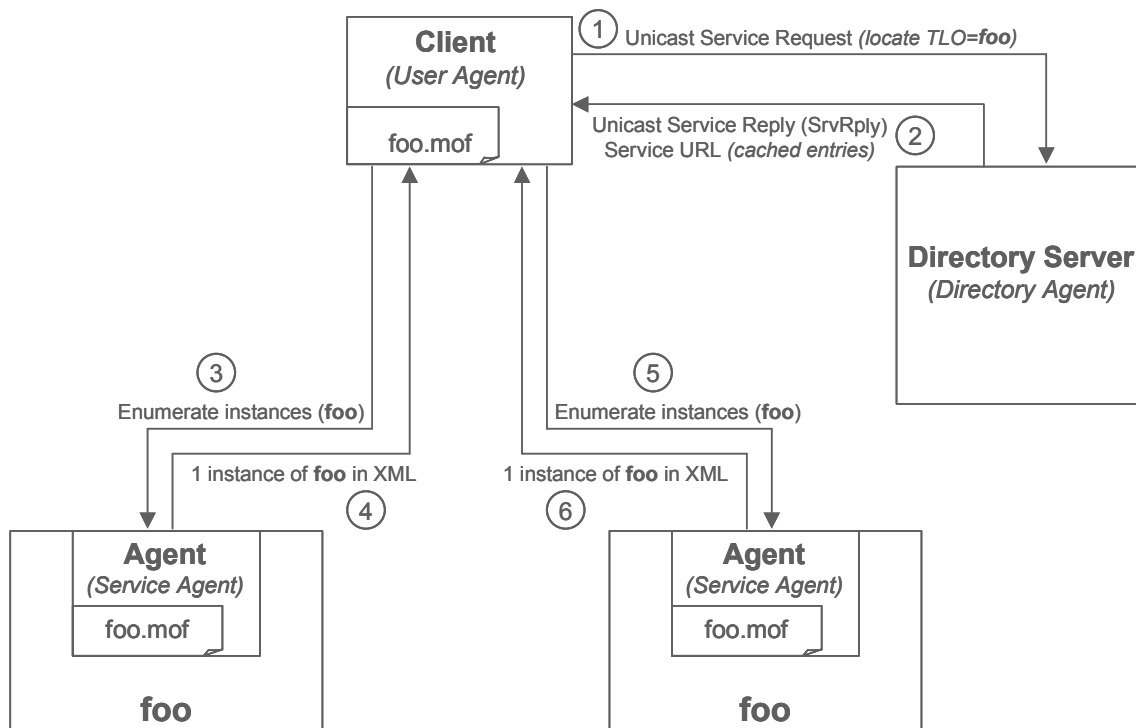 Client
(User Agent)
foo.mof
1
Unicast Service Request (locate TLO=foo)
Unicast Service Reply (SrvRply)
Service URL (cached entries)
2
Directory Server
(Directory Agent)
3
Enumerate instances (foo)
1 instance of foo in XML
4
5
Enumerate instances (foo)
1 instance of foo in XML
6
Agent
(Service Agent)
foo.mof
foo
Agent
(Service Agent)
foo.mof
foo